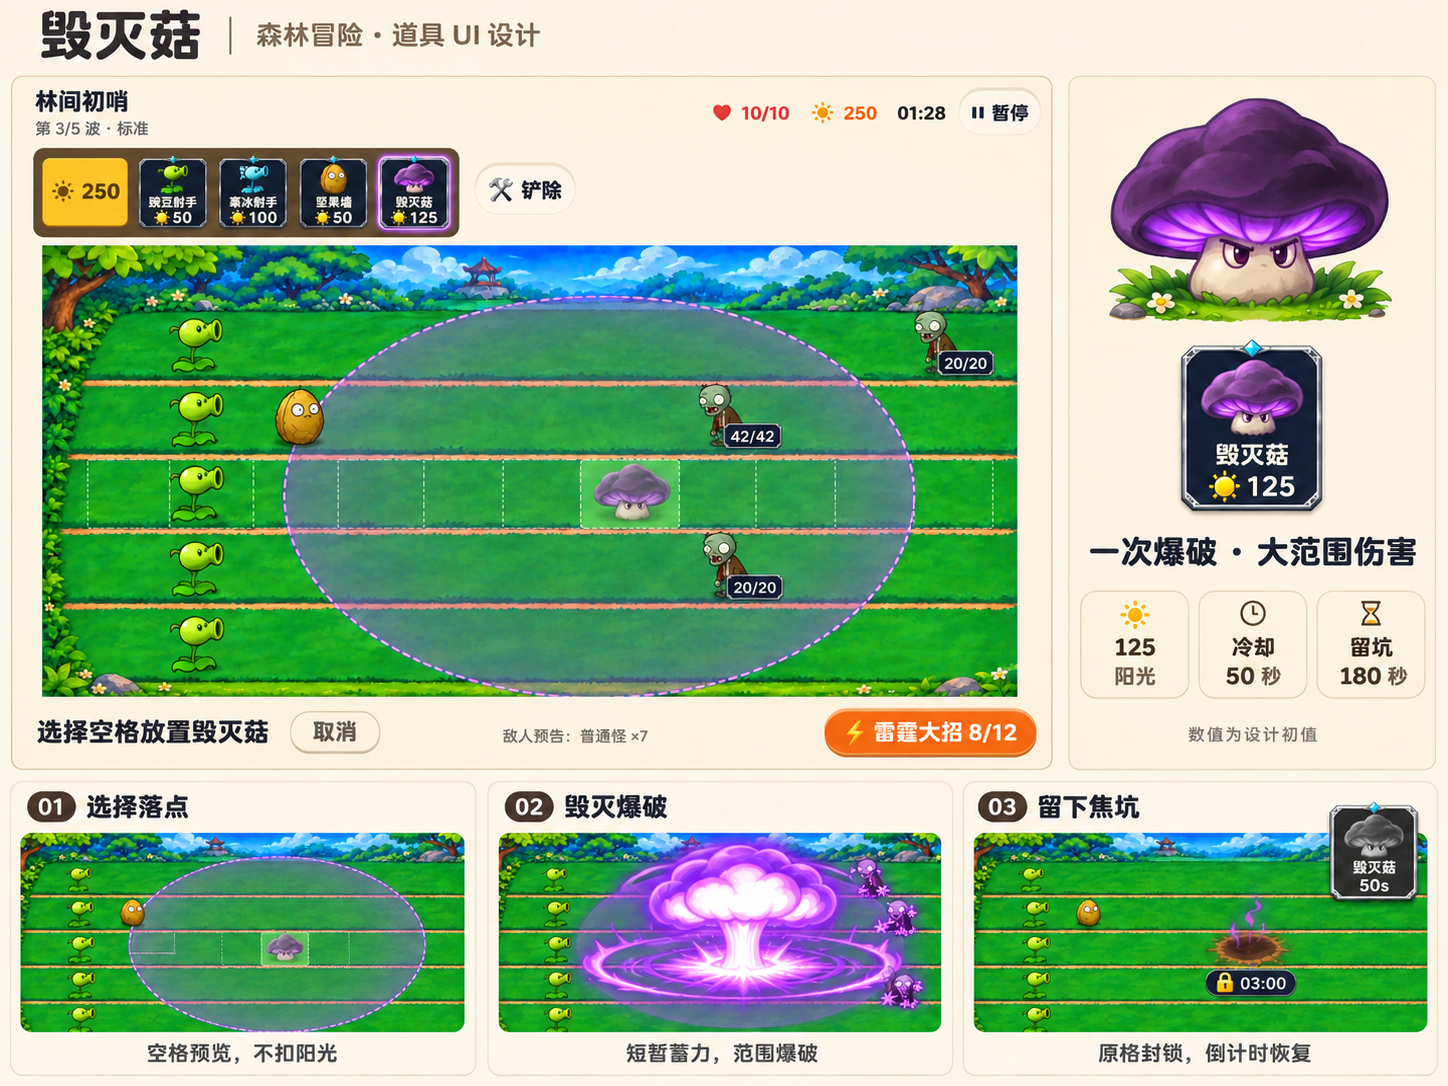 毁灭菇
森林冒险·道具 UI 设计
林间初哨
第 3/5 波·标准
10/10
250
01:28
暂停
250
豌豆射手
50
寒冰射手
100
坚果墙
50
毁灭菇
125
铲除
20/20
42/42
20/20
选择空格放置毁灭菇
取消
敌人预告：普通怪 ×7
雷霆大招 8/12
毁灭菇
125
一次爆破·大范围伤害
125
阳光
冷却
50 秒
留坑
180 秒
数值为设计初值
01 选择落点
空格预览，不扣阳光
02 毁灭爆破
短暂蓄力，范围爆破
03 留下焦坑
毁灭菇
50s
03:00
原格封锁，倒计时恢复